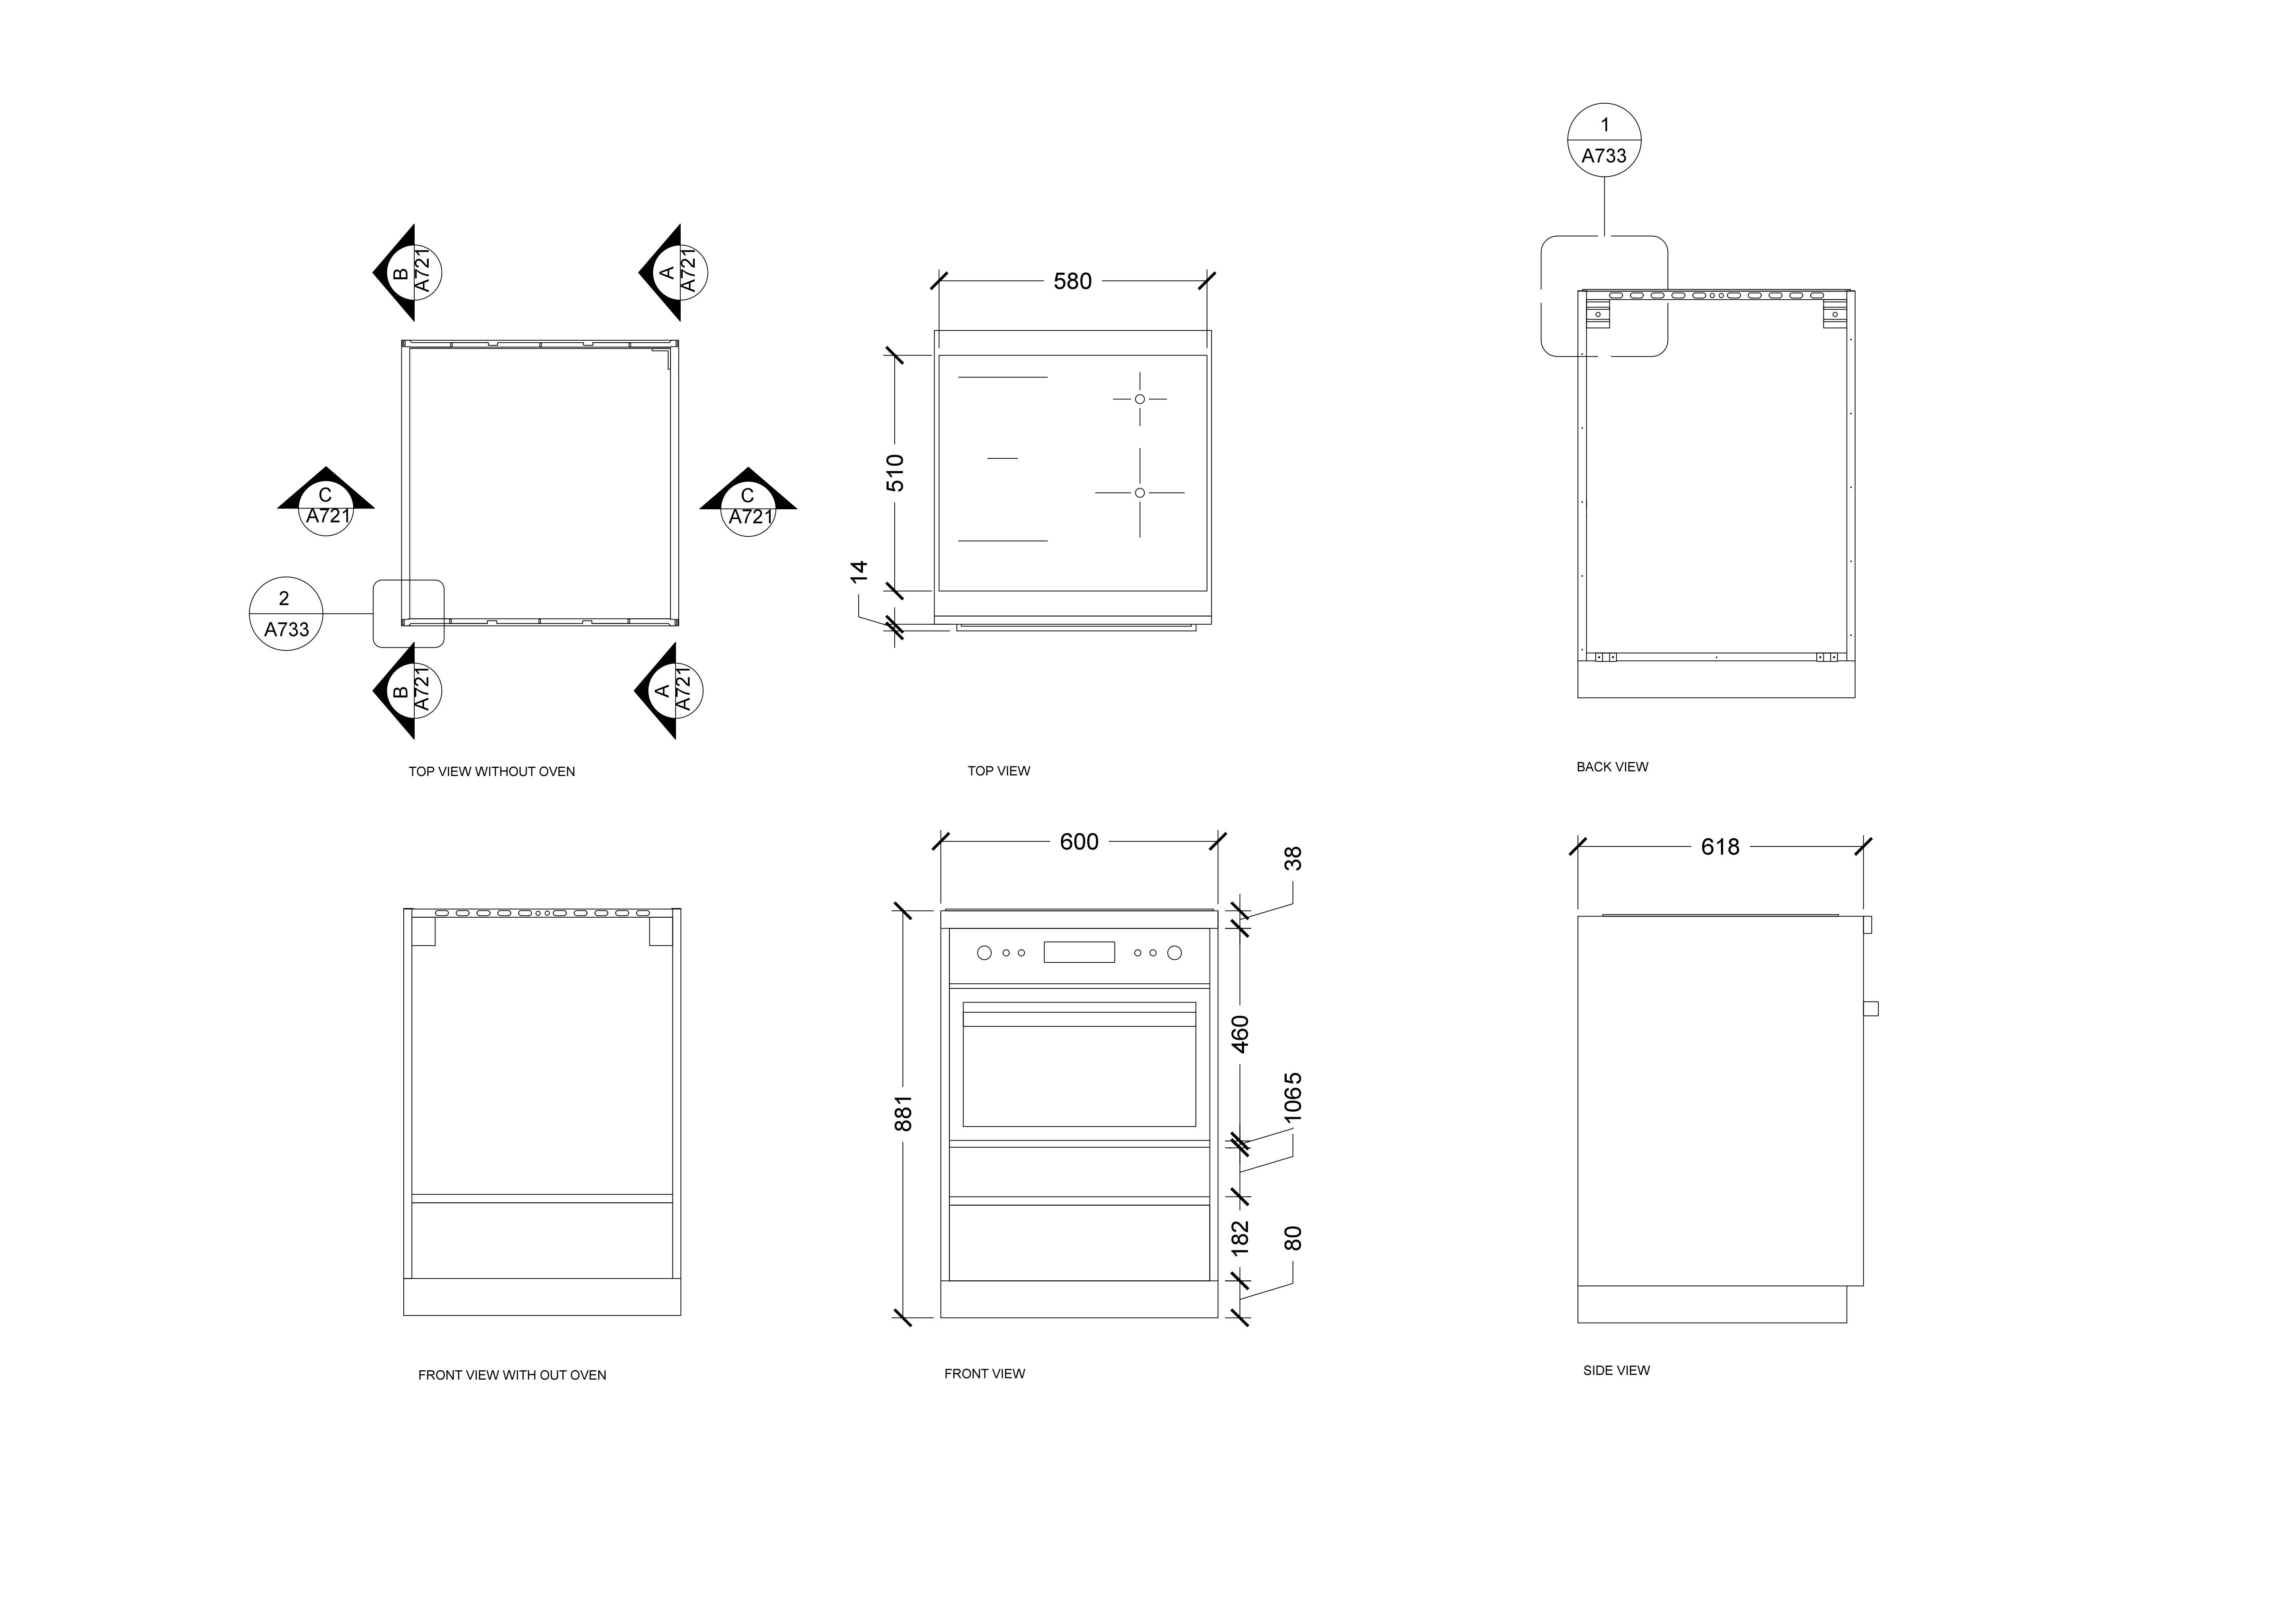 1
A733
B
A721
A
A721
580
C
A721
C
A721
510
14
2
A733
B
A721
A
A721
TOP VIEW WITHOUT OVEN
TOP VIEW
BACK VIEW
600
38
618
460
1065
881
182
80
FRONT VIEW WITH OUT OVEN
FRONT VIEW
SIDE VIEW